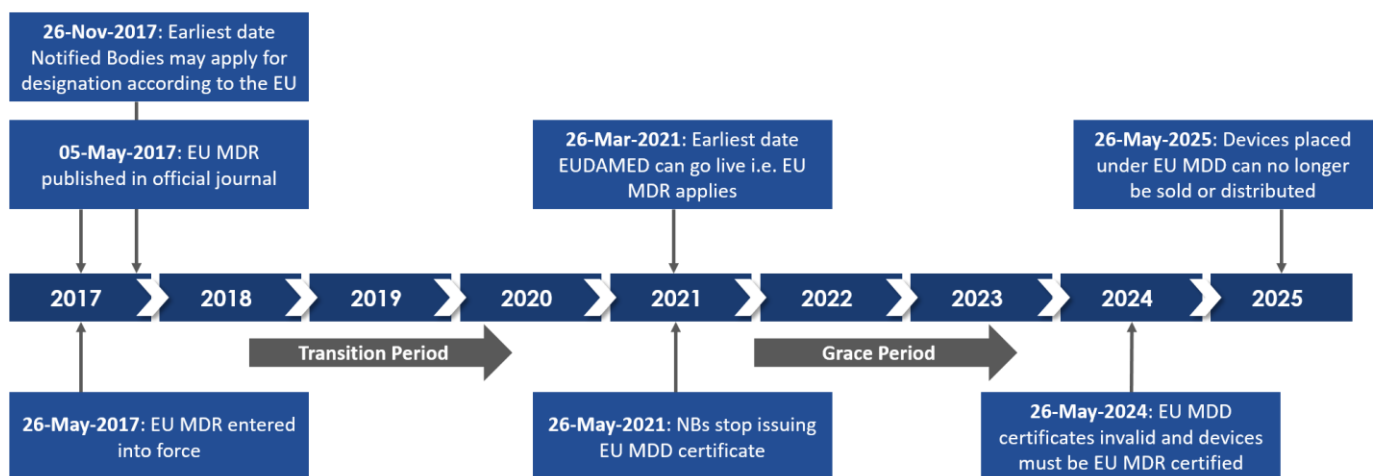 26-Nov-2017: Earliest date
Notified Bodies may apply for
designation according to the EU
05-May-2017: EU MDR
published in official journal
26-Mar-2021: Earliest date
EUDAMED can go live i.e. EU
MDR applies
26-May-2025: Devices placed
under EU MDD can no longer
be sold or distributed
2017
2018
2019
2020
2021
2022
2023
2024
2025
Transition Period
Grace Period
26-May-2017: EU MDR entered
into force
26-May-2021: NBs stop issuing
EU MDD certificate
26-May-2024: EU MDD
certificates invalid and devices
must be EU MDR certified